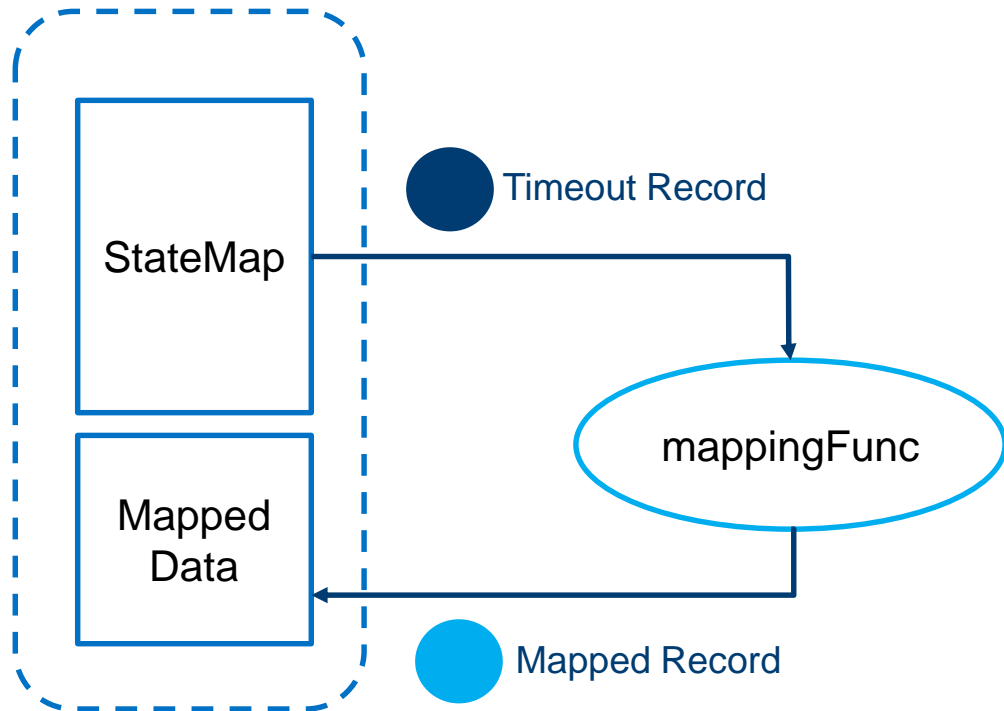 Timeout Record
StateMap
mappingFunc
Mapped
Data
Mapped Record